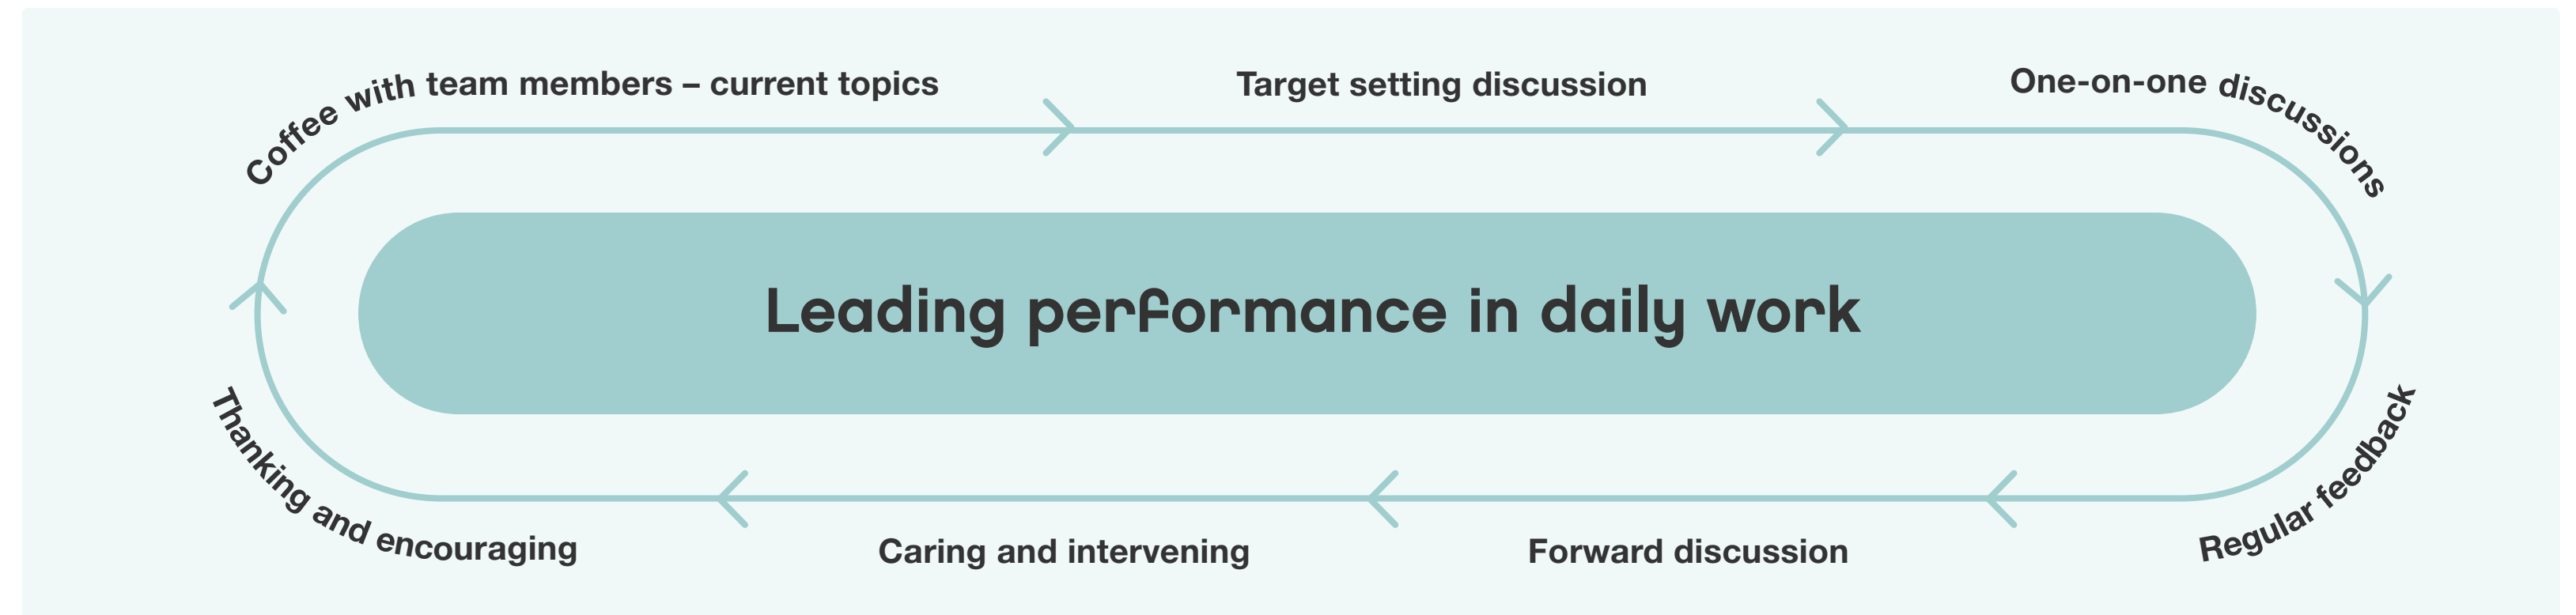 Coffee with team members – current topics
Target setting discussion
One-on-one discussions
Leading performance in daily work
Thanking and encouraging
Caring and intervening
Forward discussion
Regular feedback